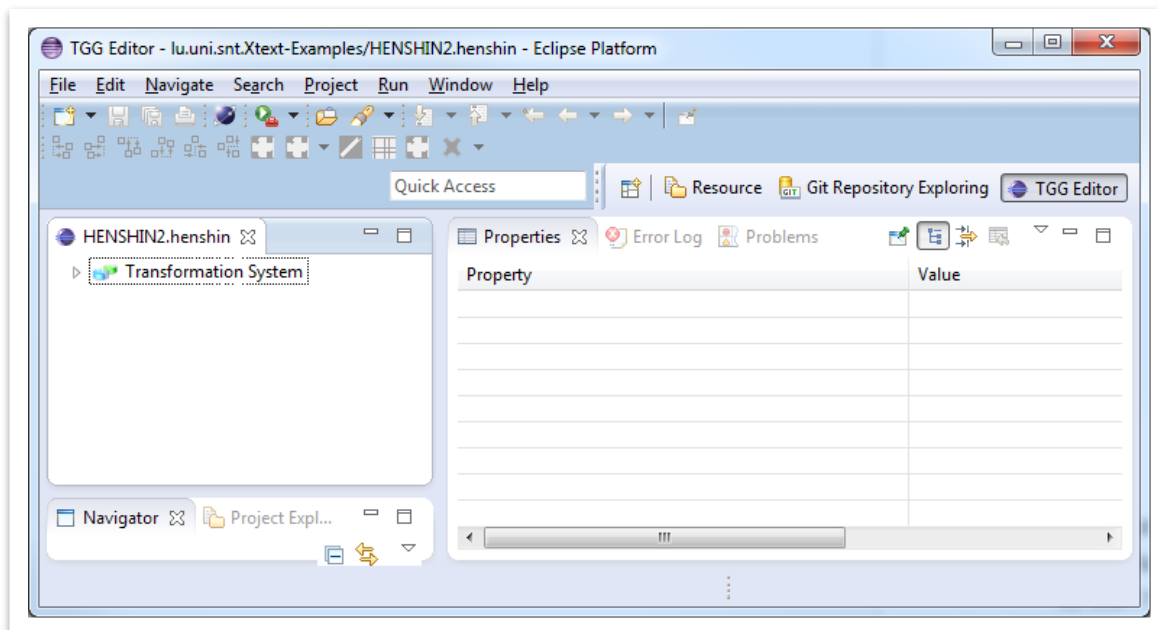 TGG Editor - lu.uni.snt.Xtext-Examples/HENSHIN2.henshin - Eclipse Platform
File Edit Navigate Search Project Run Window Help
Quick Access
Resource
GIT
Git Repository Exploring
TGG Editor
HENSHIN2.henshin
Transformation System
Properties
Error Log
Problems
Property Value
Navigator
Project Expl...